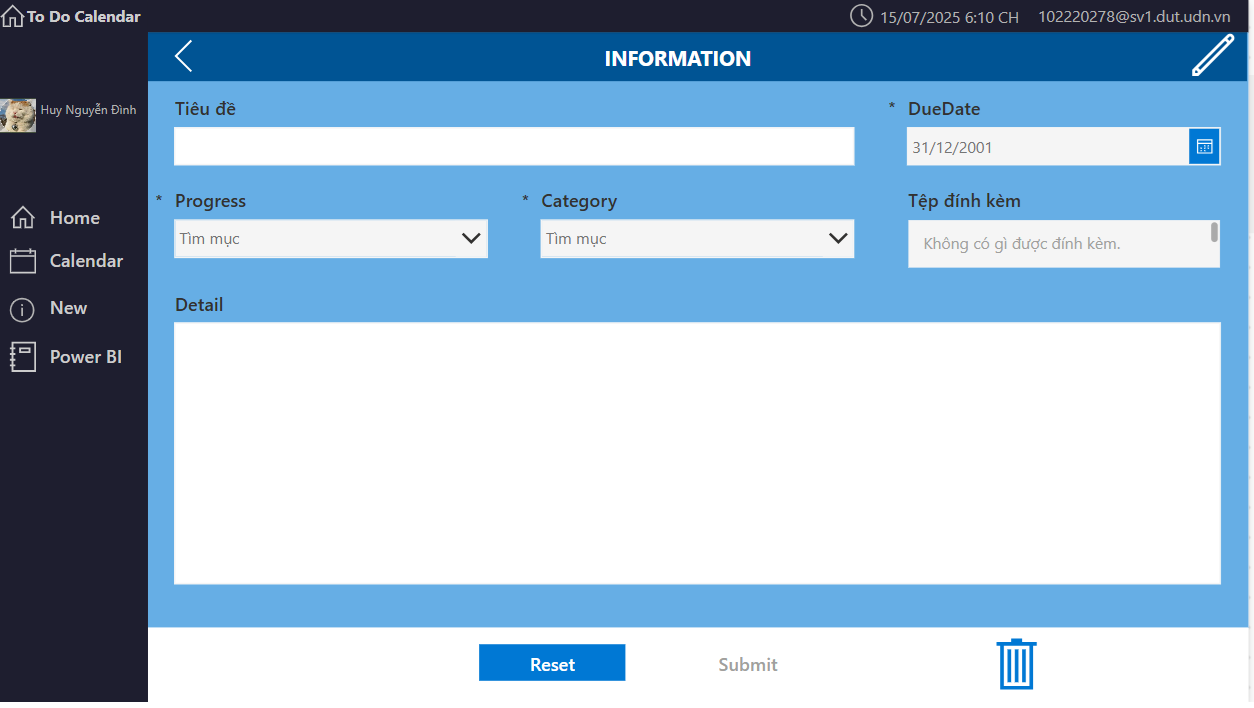 To Do Calendar
15/07/2025 6:10 CH
102220278@sv1.dut.udn.vn
INFORMATION
Huy Nguyễn Đình
Home
Calendar
New
Power BI
Tiêu đề
* DueDate
31/12/2001
* Progress
Tìm mục
* Category
Tìm mục
Tệp đính kèm
Không có gì được đính kèm.
Detail
Reset
Submit